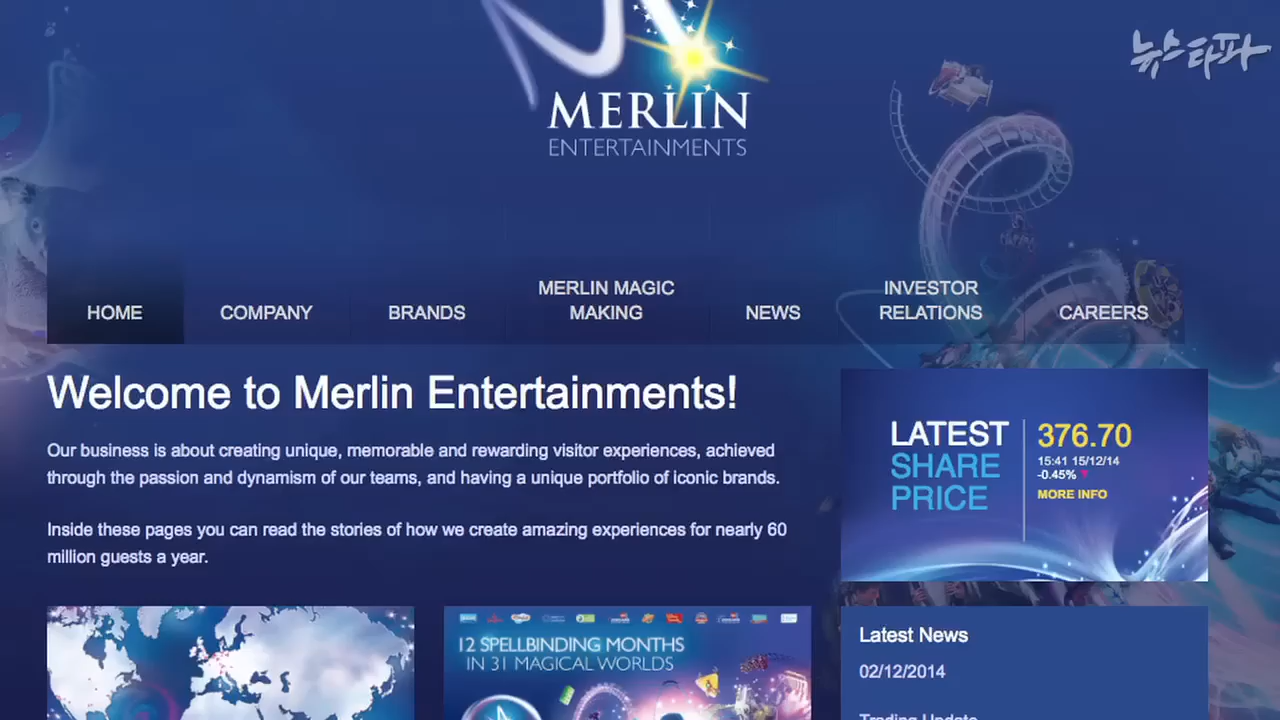 뉴스타파
MERLIN
ENTERTAINMENTS
HOME
COMPANY
BRANDS
MERLIN MAGIC
MAKING
NEWS
INVESTOR
RELATIONS
CAREERS
Welcome to Merlin Entertainments!
Our business is about creating unique, memorable and rewarding visitor experiences, achieved
through the passion and dynamism of our teams, and having a unique portfolio of iconic brands.
Inside these pages you can read the stories of how we create amazing experiences for nearly 60
million guests a year.
LATEST
SHARE
PRICE
376.70
15:41 15/12/14
-0.45%
MORE INFO
12 SPELLBINDING MONTHS
IN 31 MAGICAL WORLDS
Latest News
02/12/2014
Trading Update